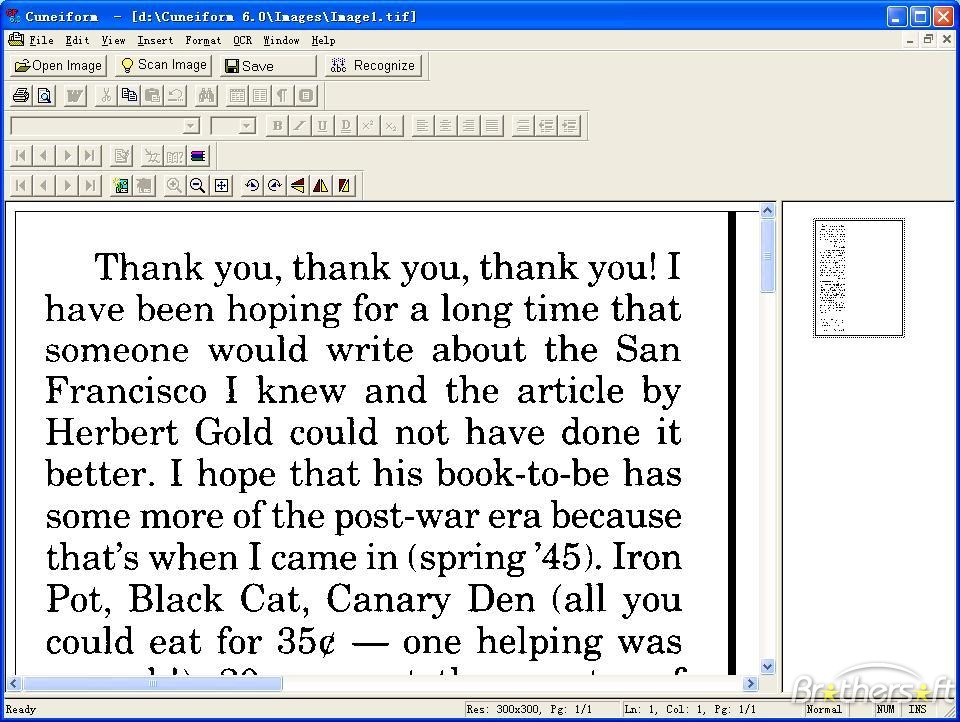 Cuneiform - [d:\Cuneiform 6.0\Images\Image1.tif]
File Edit View Insert Format OCR Window Help
Open Image Scan Image Save Recognize
B I U D x² x₂
Thank you, thank you, thank you! I
have been hoping for a long time that
someone would write about the San
Francisco I knew and the article by
Herbert Gold could not have done it
better. I hope that his book-to-be has
some more of the post-war era because
that's when I came in (spring '45). Iron
Pot, Black Cat, Canary Den (all you
could eat for 35¢ — one helping was
Brothersoft
Ready Res: 300x300, Pg: 1/1 Ln: 1, Col: 1, Pg: 1/1 Normal NUM INS